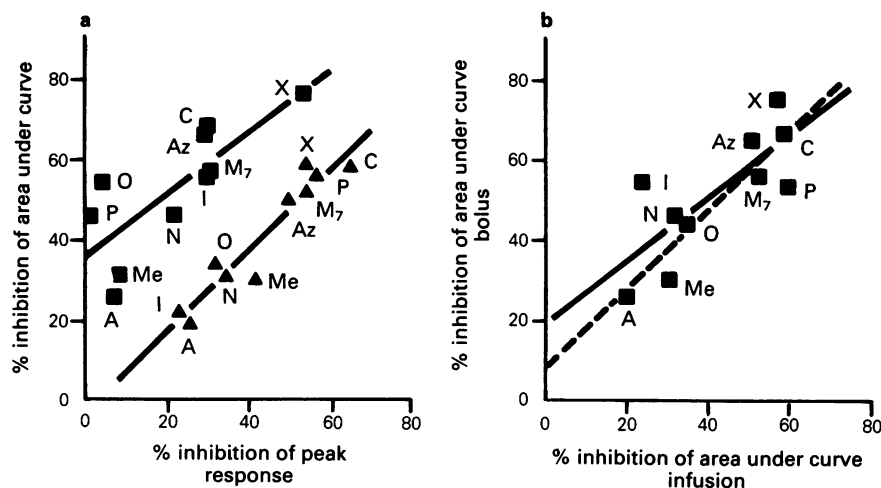 a
% inhibition of area under curve
80
60
40
20
0
X
C
Az
M7
I
O
P
N
Me
A
X
C
P
M7
Az
O
N
Me
I
A
0 20 40 60 80
% inhibition of peak
response
b
% inhibition of area under curve
bolus
80
60
40
20
0
X
Az
C
I
M7
P
N
O
Me
A
0 20 40 60 80
% inhibition of area under curve
infusion